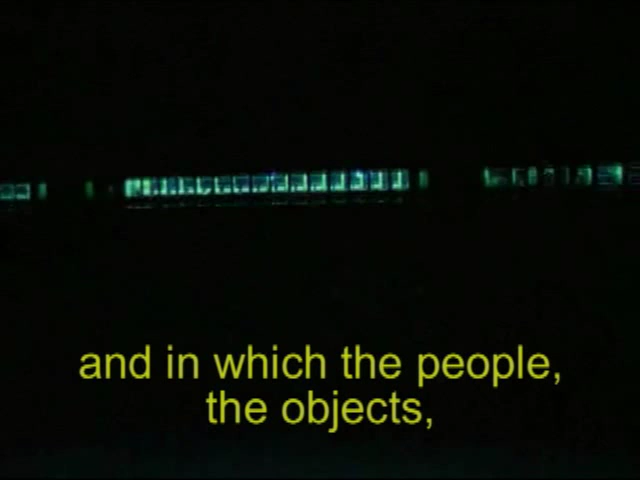 and in which the people,
the objects,